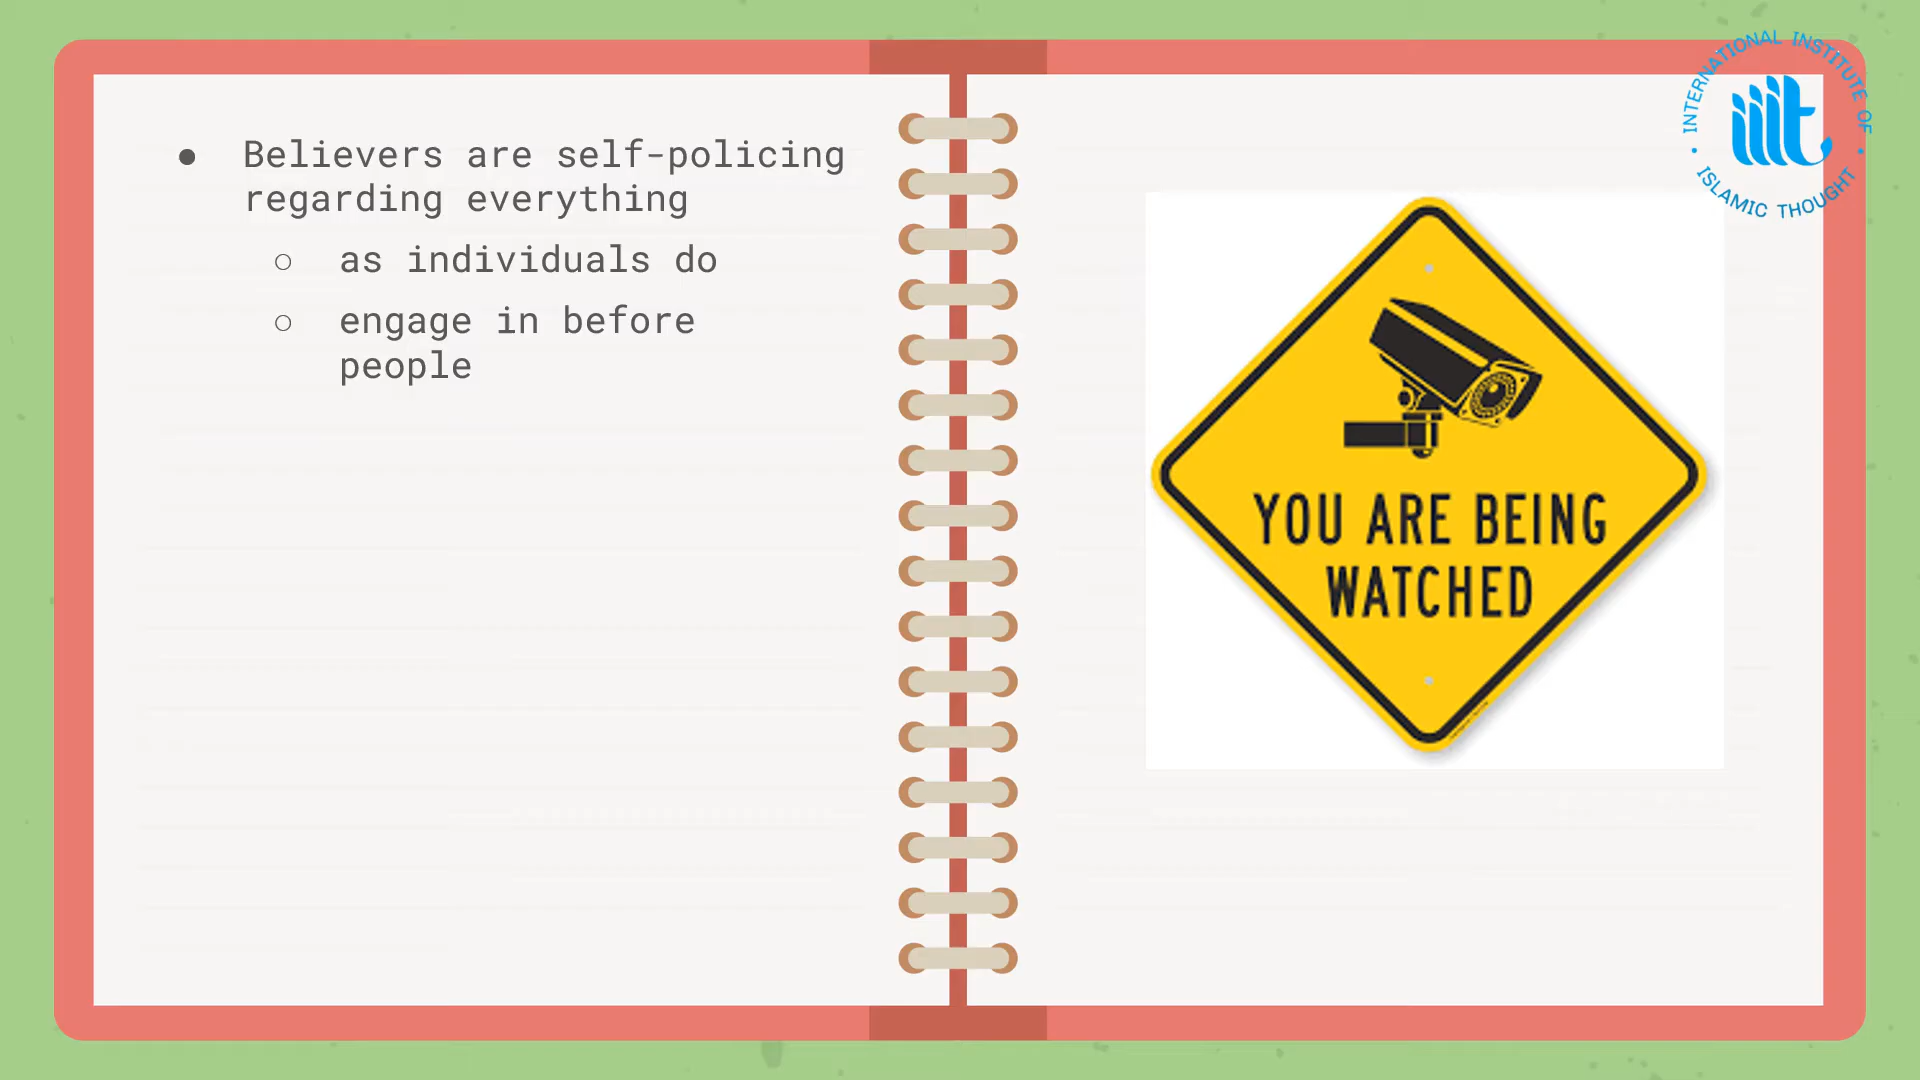 ● Believers are self-policing
regarding everything
○ as individuals do
○ engage in before
people
INTERNATIONAL INSTITUTE OF
iiit
• ISLAMIC THOUGHT •
YOU ARE BEING
WATCHED